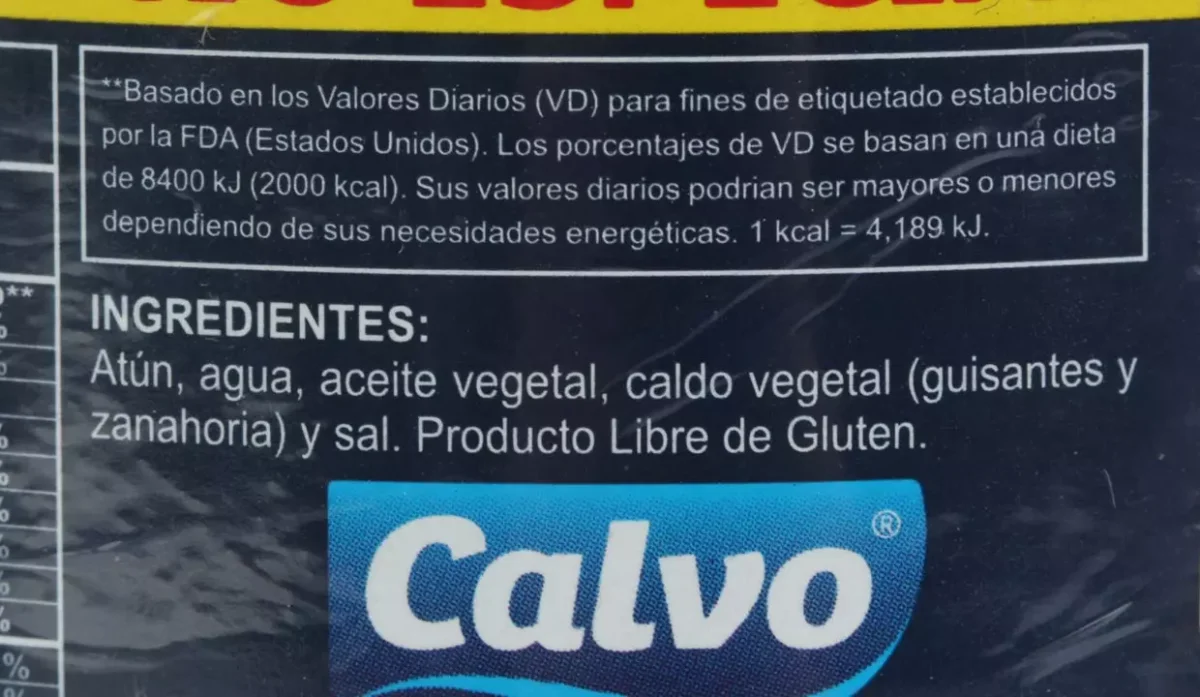 **Basado en los Valores Diarios (VD) para fines de etiquetado establecidos
por la FDA (Estados Unidos). Los porcentajes de VD se basan en una dieta
de 8400 kJ (2000 kcal). Sus valores diarios podrian ser mayores o menores
dependiendo de sus necesidades energéticas. 1 kcal = 4,189 kJ.
**
INGREDIENTES:
Atún, agua, aceite vegetal, caldo vegetal (guisantes y
zanahoria) y sal. Producto Libre de Gluten.
Calvo®
%